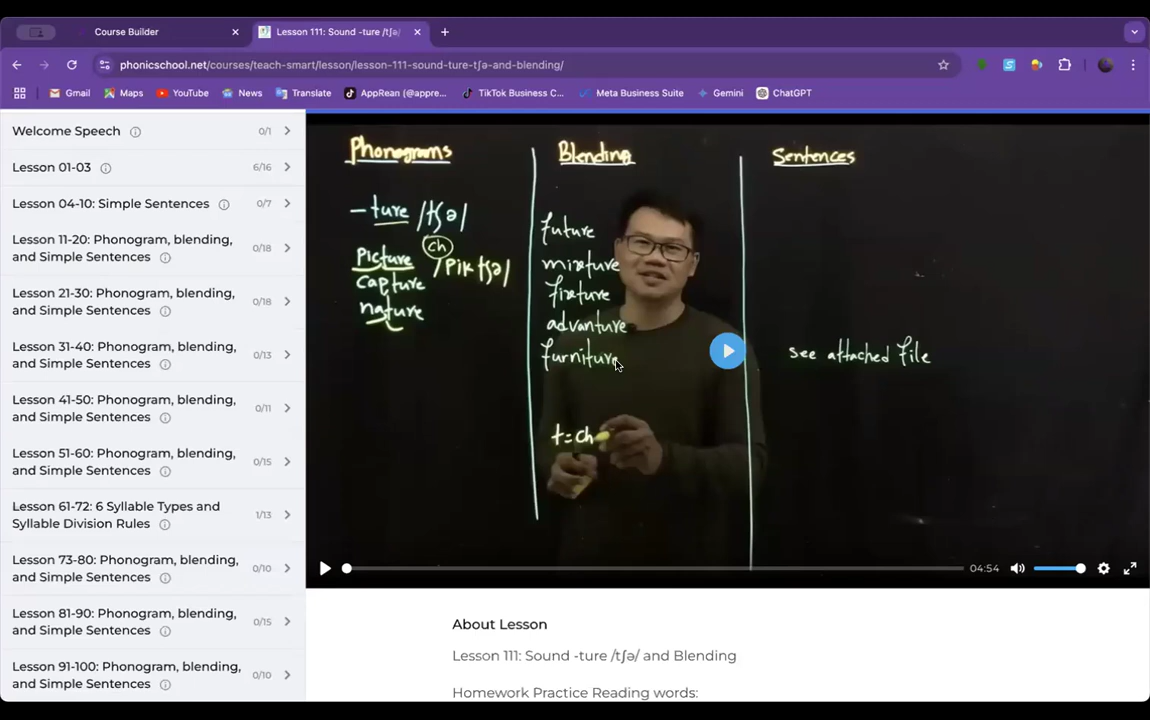 Course Builder
Lesson 111: Sound -ture /tʃə/
phonicschool.net/courses/teach-smart/lesson/lesson-111-sound-ture-tʃə-and-blending/
Gmail
Maps
YouTube
News
Translate
AppRean (@appre...
TikTok Business C...
Meta Business Suite
Gemini
ChatGPT
Welcome Speech
0/1
Lesson 01-03
6/16
Lesson 04-10: Simple Sentences
0/7
Lesson 11-20: Phonogram, blending,
and Simple Sentences
0/18
Lesson 21-30: Phonogram, blending,
and Simple Sentences
0/18
Lesson 31-40: Phonogram, blending,
and Simple Sentences
0/13
Lesson 41-50: Phonogram, blending,
and Simple Sentences
0/11
Lesson 51-60: Phonogram, blending,
and Simple Sentences
0/15
Lesson 61-72: 6 Syllable Types and
Syllable Division Rules
1/13
Lesson 73-80: Phonogram, blending,
and Simple Sentences
0/10
Lesson 81-90: Phonogram, blending,
and Simple Sentences
0/15
Lesson 91-100: Phonogram, blending,
and Simple Sentences
0/10
Phonograms
-ture /tʃə/
ch
Picture /Piktʃə/
capture
nature
Blending
future
mixture
fixture
advanture
furniture
t=ch
Sentences
see attached file
04:54
About Lesson
Lesson 111: Sound -ture /tʃə/ and Blending
Homework Practice Reading words: